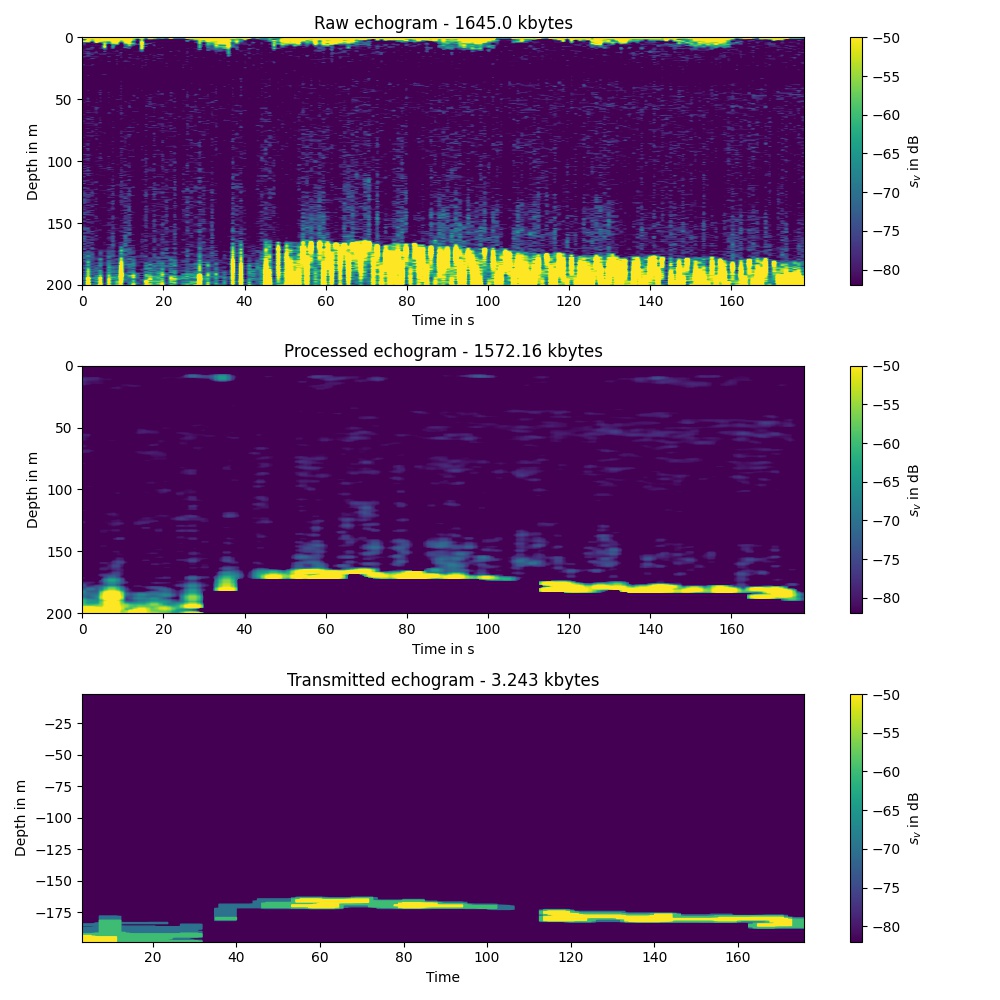 Raw echogram - 1645.0 kbytes
0
50
100
150
200
Depth in m
0 20 40 60 80 100 120 140 160
Time in s
−50
−55
−60
−65
−70
−75
−80
sv in dB
Processed echogram - 1572.16 kbytes
0
50
100
150
200
Depth in m
0 20 40 60 80 100 120 140 160
Time in s
−50
−55
−60
−65
−70
−75
−80
sv in dB
Transmitted echogram - 3.243 kbytes
−25
−50
−75
−100
−125
−150
−175
Depth in m
20 40 60 80 100 120 140 160
Time
−50
−55
−60
−65
−70
−75
−80
sv in dB